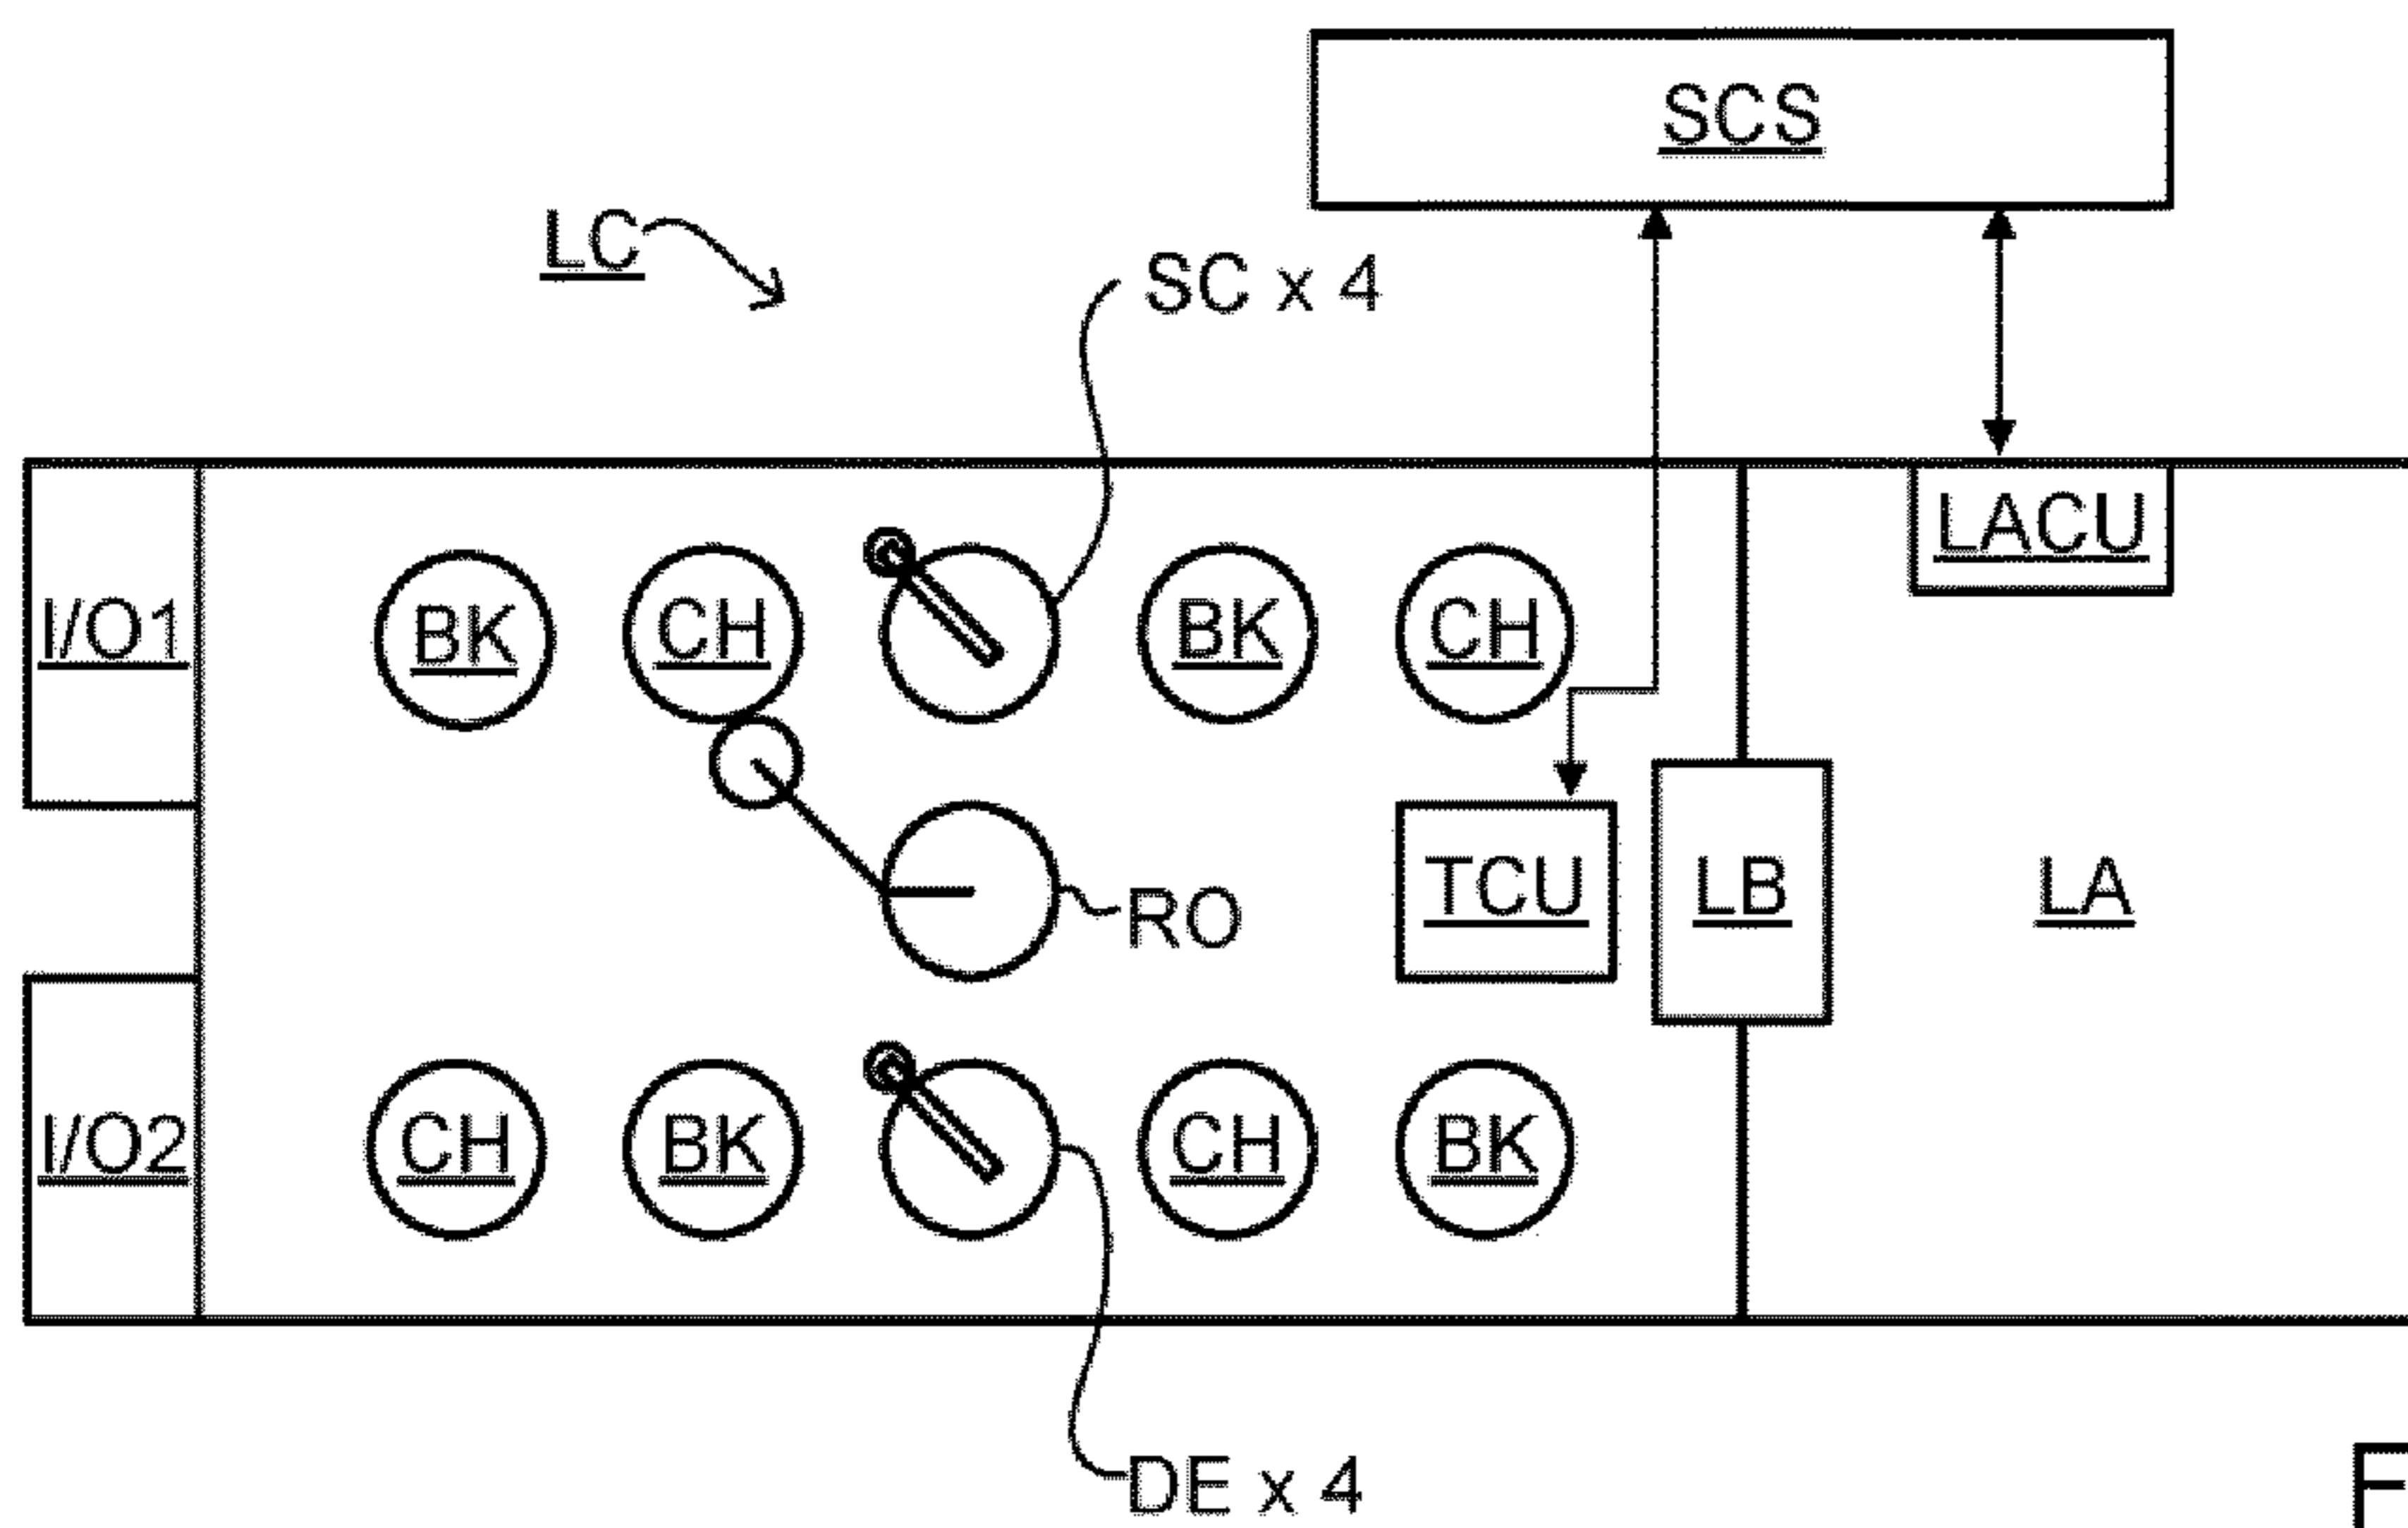 SCS
LC
SC x 4
LACU
I/O1
BK
CH
BK
CH
RO
TCU
LB
LA
I/O2
CH
BK
CH
BK
DE x 4
F